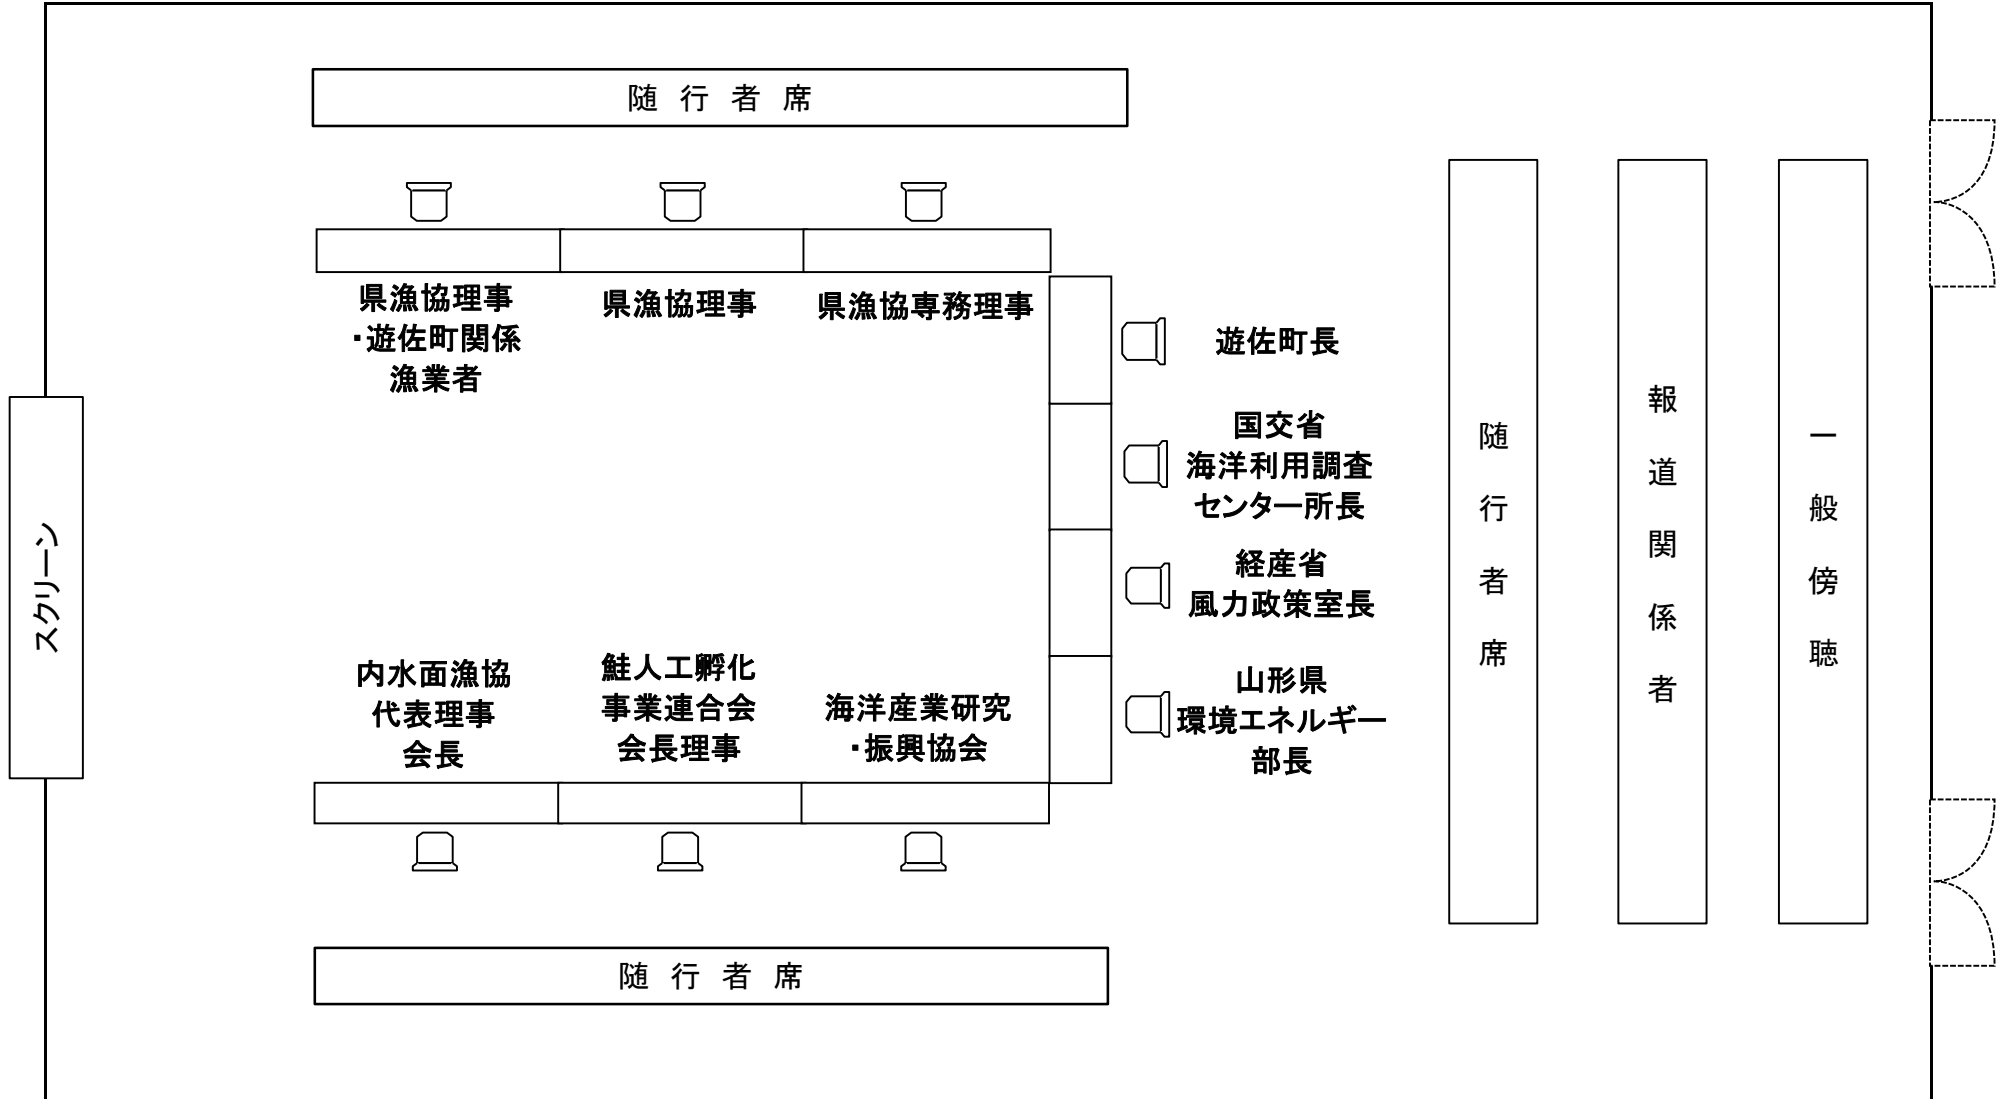 随行者席
県漁協理事
・遊佐町関係
漁業者
県漁協理事
県漁協専務理事
遊佐町長
国交省
海洋利用調査
センター所長
経産省
風力政策室長
山形県
環境エネルギー
部長
スクリーン
内水面漁協
代表理事
会長
鮭人工孵化
事業連合会
会長理事
海洋産業研究
・振興協会
随行者席
随行者席
報道関係者
一般傍聴